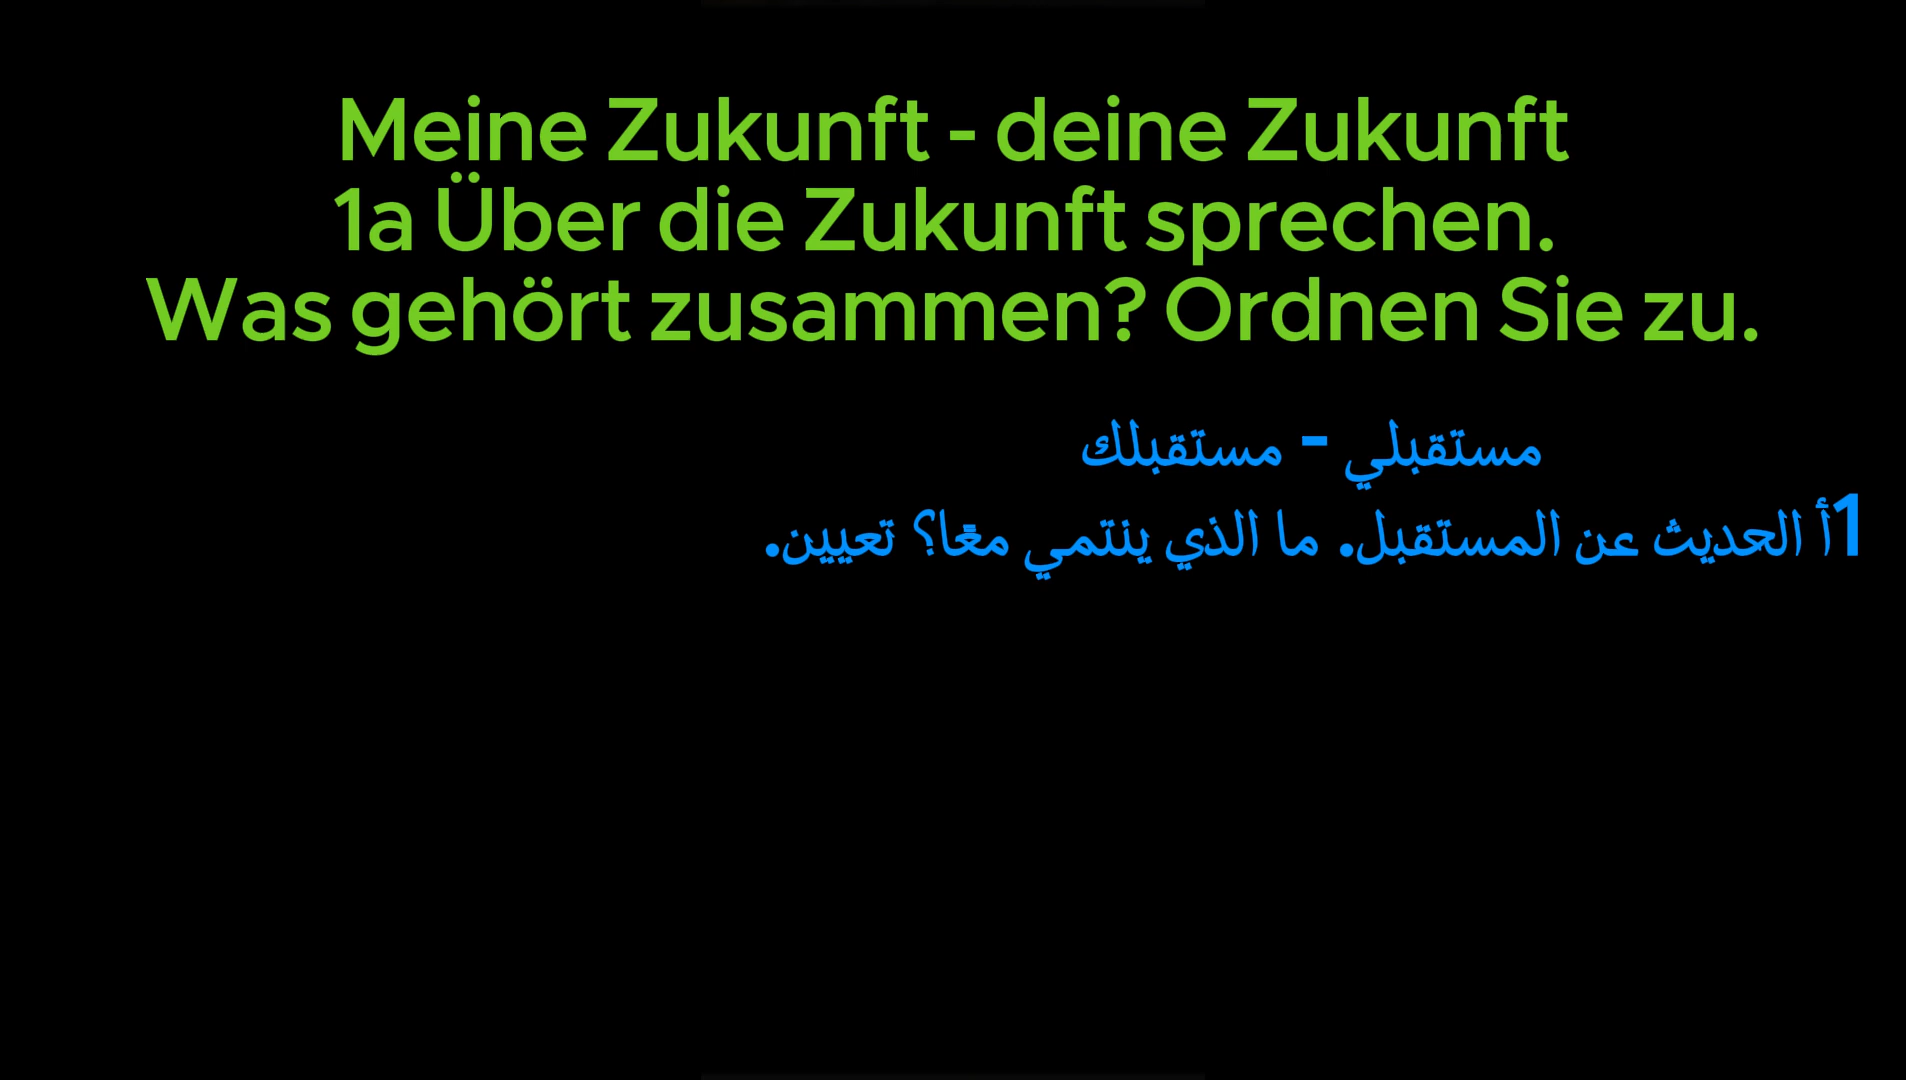 Meine Zukunft - deine Zukunft
1a Über die Zukunft sprechen.
Was gehört zusammen? Ordnen Sie zu.
مستقبلي - مستقبلك
1أ الحديث عن المستقبل. ما الذي ينتمي معًا؟ تعيين.